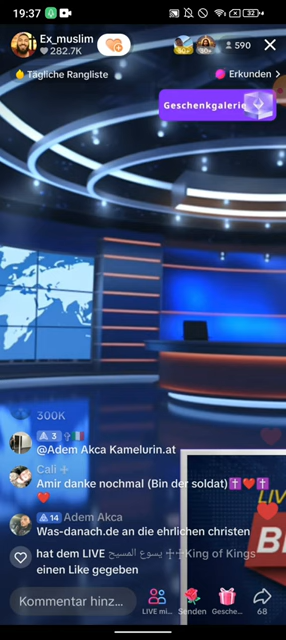 19:37
32
Ex_muslim
282.7K
590
Tägliche Rangliste
Erkunden
Geschenkgalerie
300K
3
@Adem Akca Kamelurin.at
Cali
Amir danke nochmal (Bin der soldat)✝️❤️✝️
❤️
14 Adem Akca
Was-danach.de an die ehrlichen christen
hat dem LIVE يسوع المسيح ☩☩King of Kings
einen Like gegeben
LIV
B
Kommentar hinz...
LIVE mi...
Senden
Gesche...
68